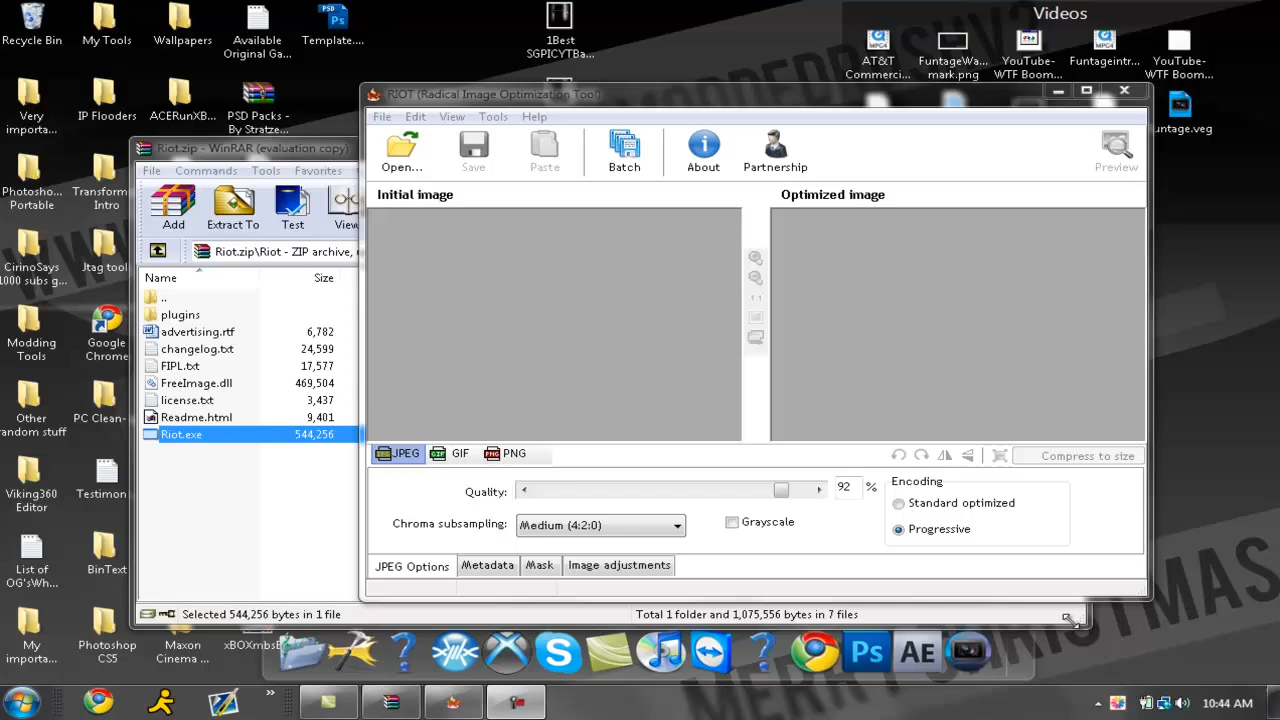 Recycle Bin
My Tools
Wallpapers
Available
Original Ga...
Template....
1Best
SGPICYTBa...
Videos
AT&T
Commerci...
FuntageWa...
mark.png
YouTube-
WTF Boom...
Funtageintr...
YouTube-
WTF Boom...
Very
importa...
IP Flooders
ACERunXB...
PSD Packs -
By Stratze...
untage.veg
Photosho...
Portable
Transform
Intro
CirinoSays
1000 subs g...
Jtag tool
Modding
Tools
Google
Chrome
Other
random stuff
PC Clean-
Viking360
Editor
Testimon
List of
OG'sWh...
BinText
My
importa...
Photoshop
CS5
Maxon
Cinema ...
xBOXmbsE
Riot.zip - WinRAR (evaluation copy)
File Commands Tools Favorites
Add Extract To Test View
Riot.zip\Riot - ZIP archive,
Name Size
..
plugins
advertising.rtf 6,782
changelog.txt 24,599
FIPL.txt 17,577
FreeImage.dll 469,504
license.txt 3,437
Readme.html 9,401
Riot.exe 544,256
Selected 544,256 bytes in 1 file
Total 1 folder and 1,075,556 bytes in 7 files
RIOT (Radical Image Optimization Tool)
File Edit View Tools Help
Open... Save Paste Batch About Partnership Preview
Initial image Optimized image
JPEG GIF PNG
Compress to size
Quality: 92 %
Chroma subsampling: Medium (4:2:0)
Grayscale
Encoding
Standard optimized
Progressive
JPEG Options Metadata Mask Image adjustments
MERRY SPIRITMAS
Ps AE
10:44 AM